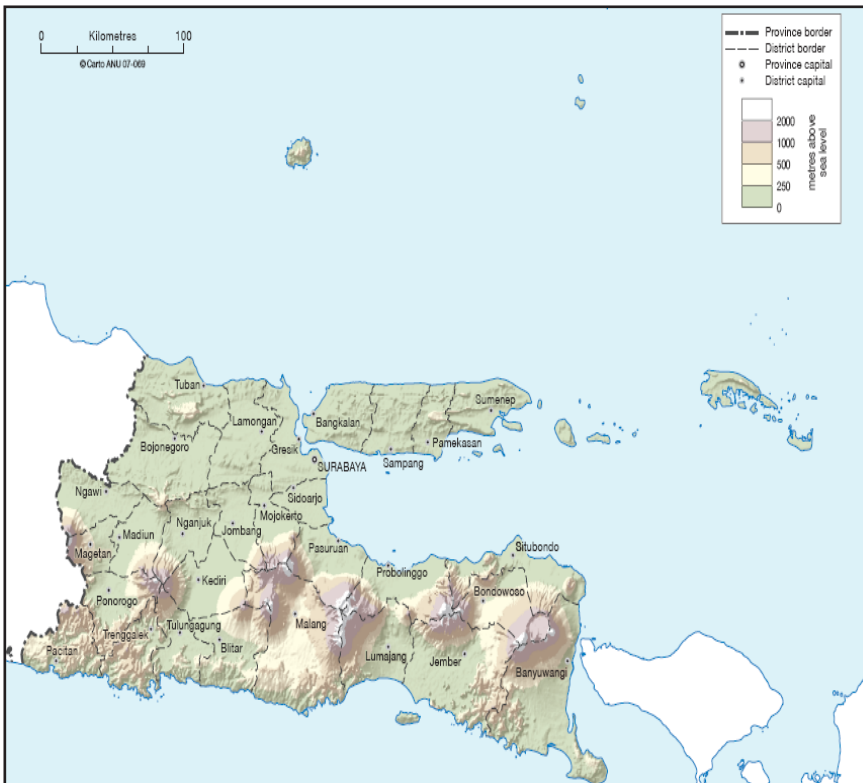 0 Kilometres 100
©Carto ANU 07-069
Province border
District border
Province capital
District capital
2000
1000
500
250
0
metres above
sea level
Tuban
Sumenep
Lamongan
Bangkalan
Bojonegoro
Gresik
Pamekasan
Sampang
SURABAYA
Ngawi
Sidoarjo
Mojokerto
Madiun
Nganjuk
Jombang
Magetan
Pasuruan
Situbondo
Probolinggo
Kediri
Ponorogo
Bondowoso
Malang
Trenggalek
Tulungagung
Blitar
Pacitan
Lumajang
Jember
Banyuwangi